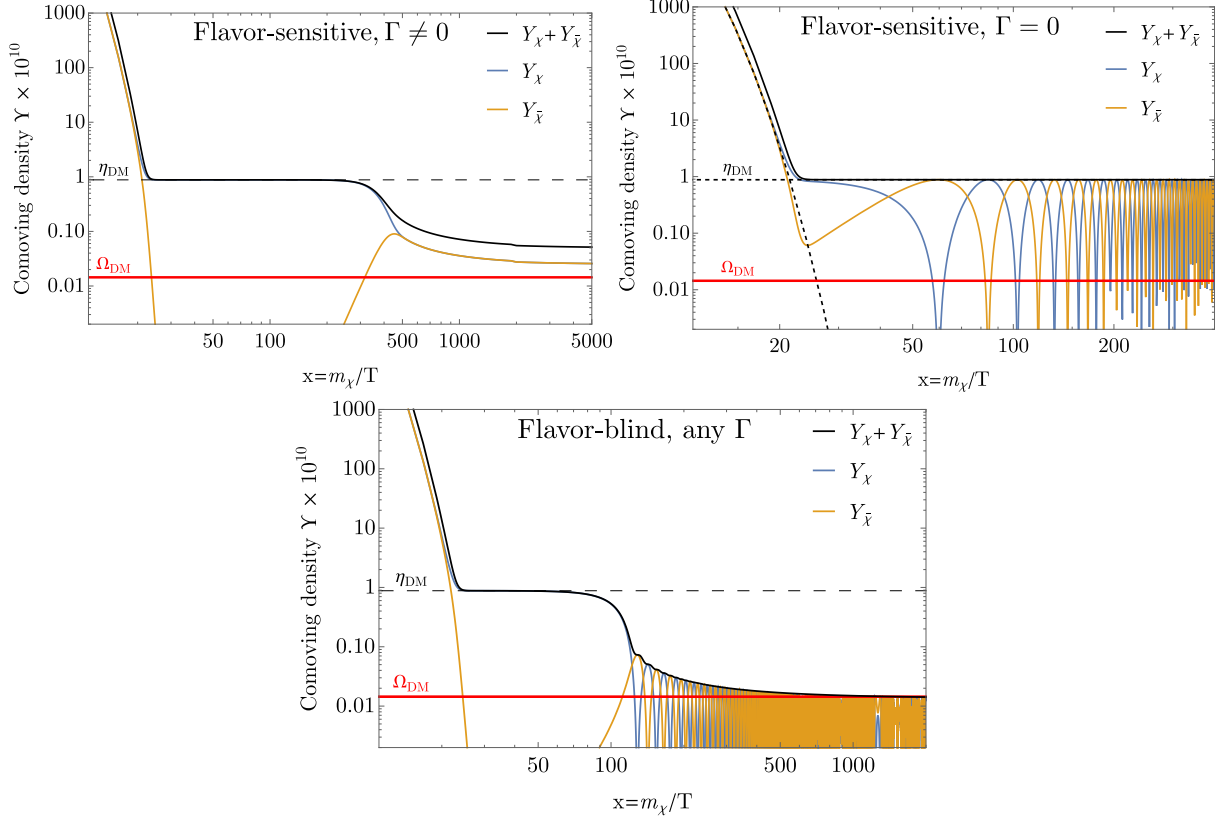 Flavor-sensitive, Γ ≠ 0
Y_χ + Y_χ̄
Y_χ
Y_χ̄
1000
100
10
1
0.10
0.01
η_DM
Ω_DM
Comoving density Y × 10^10
50
100
500
1000
5000
x=m_χ/T
Flavor-sensitive, Γ = 0
Y_χ + Y_χ̄
Y_χ
Y_χ̄
1000
100
10
1
0.10
0.01
η_DM
Ω_DM
Comoving density Y × 10^10
20
50
100
200
x=m_χ/T
Flavor-blind, any Γ
Y_χ + Y_χ̄
Y_χ
Y_χ̄
1000
100
10
1
0.10
0.01
η_DM
Ω_DM
Comoving density Y × 10^10
50
100
500
1000
x=m_χ/T